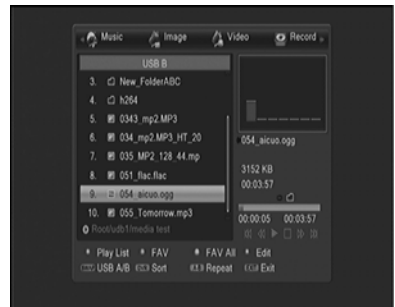 Music Image Video Record
USB B
3. New_FolderABC
4. h264
5. 0343_mp2.MP3
6. 034_mp2.MP3_HT_20
7. 035_MP2_128_44.mp
8. 051_flac.flac
9. 054_aicuo.ogg
10. 055_Tomorrow.mp3
Root/udb1/media test
054_aicuo.ogg
3152 KB
00:03:57
00:00:05 00:03:57
Play List FAV FAV All Edit
USB A/B Sort Repeat Exit